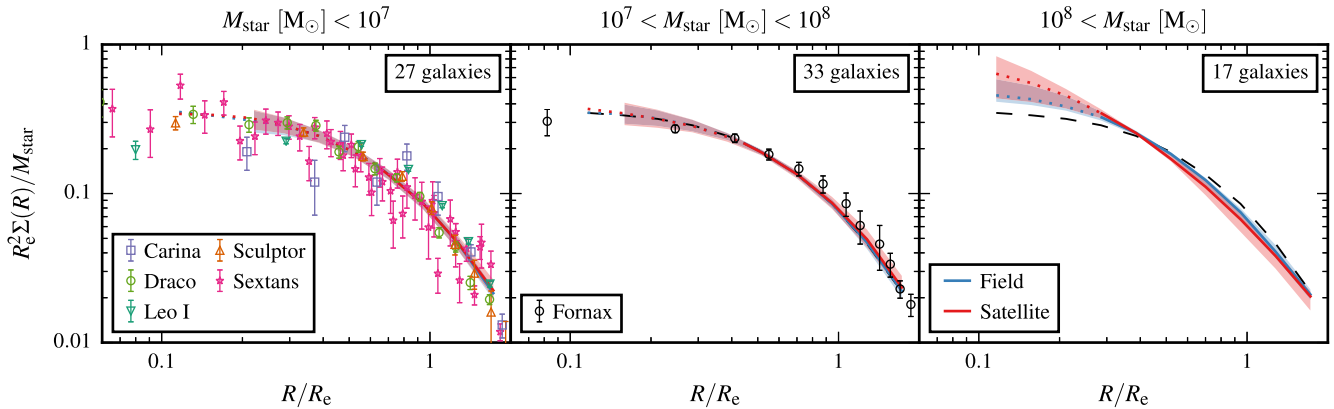 M_star [M_⊙] < 10^7
10^7 < M_star [M_⊙] < 10^8
10^8 < M_star [M_⊙]
R_e^2 Σ(R)/M_star
1
0.1
0.01
27 galaxies
33 galaxies
17 galaxies
Carina
Draco
Leo I
Sculptor
Sextans
Fornax
Field
Satellite
0.1 1
0.1 1
0.1 1
R/R_e
R/R_e
R/R_e